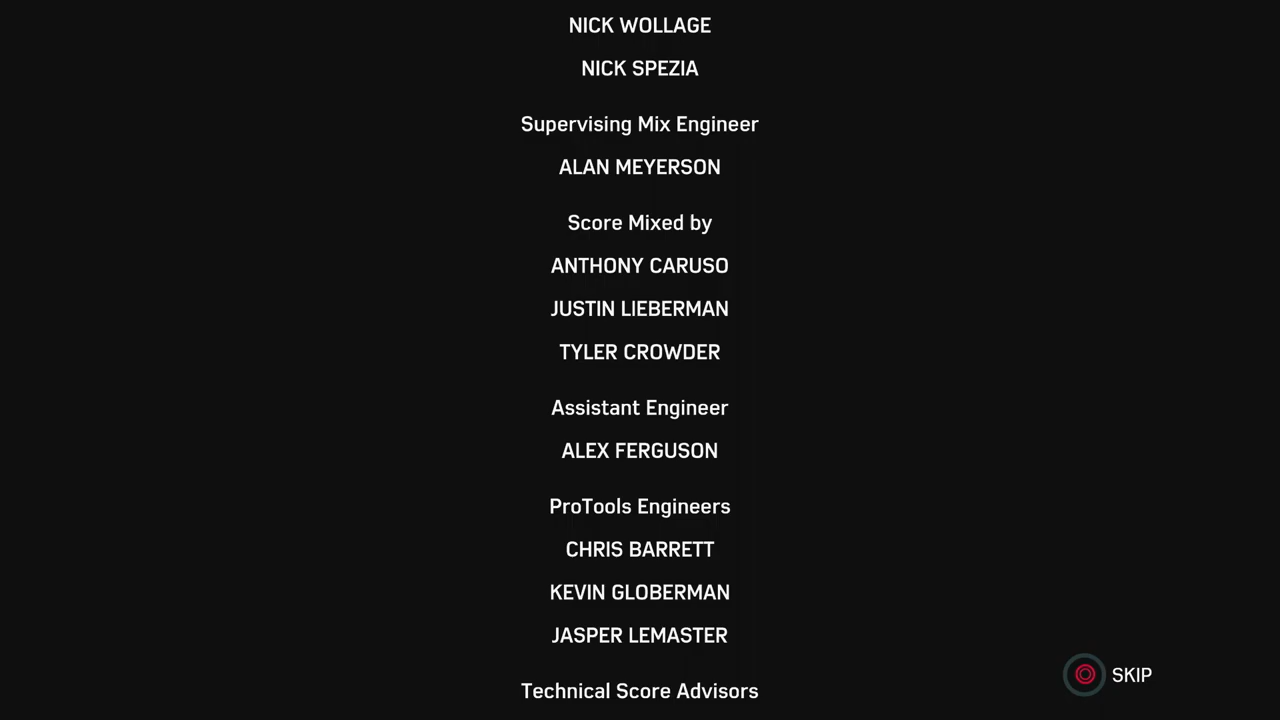 NICK WOLLAGE
NICK SPEZIA
Supervising Mix Engineer
ALAN MEYERSON
Score Mixed by
ANTHONY CARUSO
JUSTIN LIEBERMAN
TYLER CROWDER
Assistant Engineer
ALEX FERGUSON
ProTools Engineers
CHRIS BARRETT
KEVIN GLOBERMAN
JASPER LEMASTER
SKIP
Technical Score Advisors